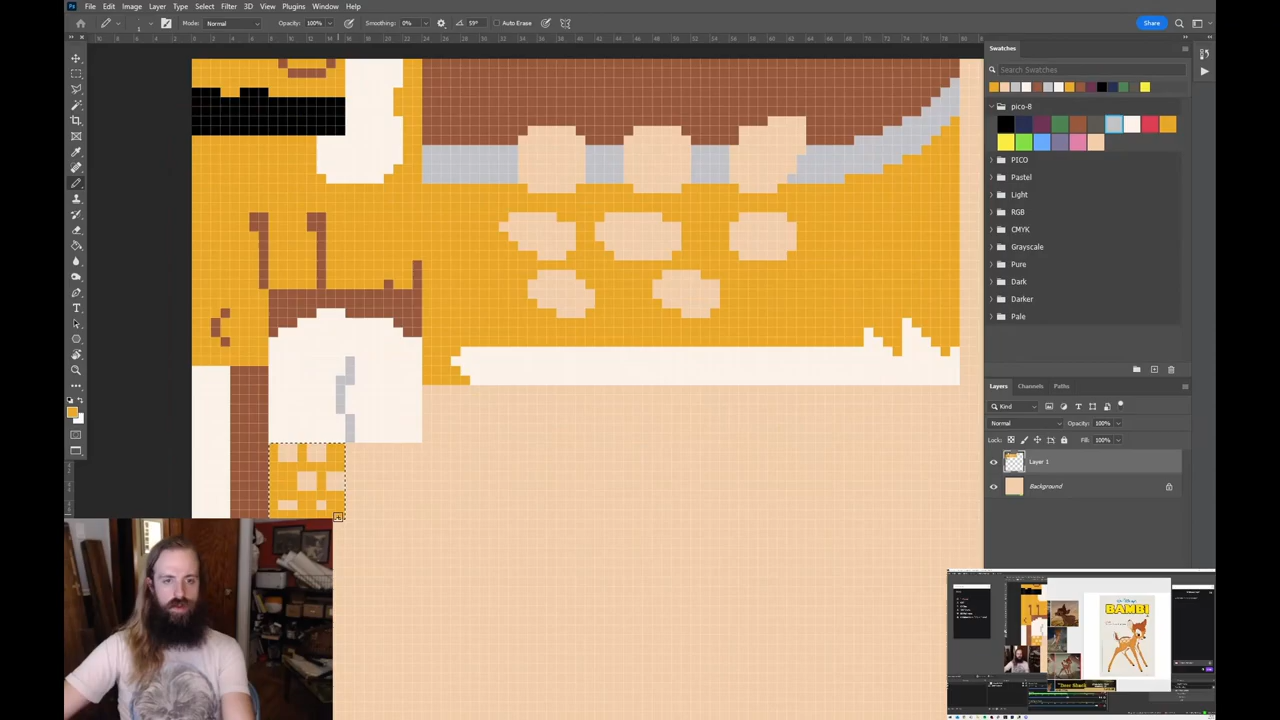 Ps File Edit Image Layer Type Select Filter 3D View Plugins Window Help
Mode: Normal Opacity: 100% Smoothing: 0% 59° Auto Erase Share
Swatches
Search Swatches
pico-8
PICO
Pastel
Light
RGB
CMYK
Grayscale
Pure
Dark
Darker
Pale
Layers Channels Paths
Kind
Normal Opacity: 100%
Lock: Fill: 100%
Layer 1
Background
BAMBI